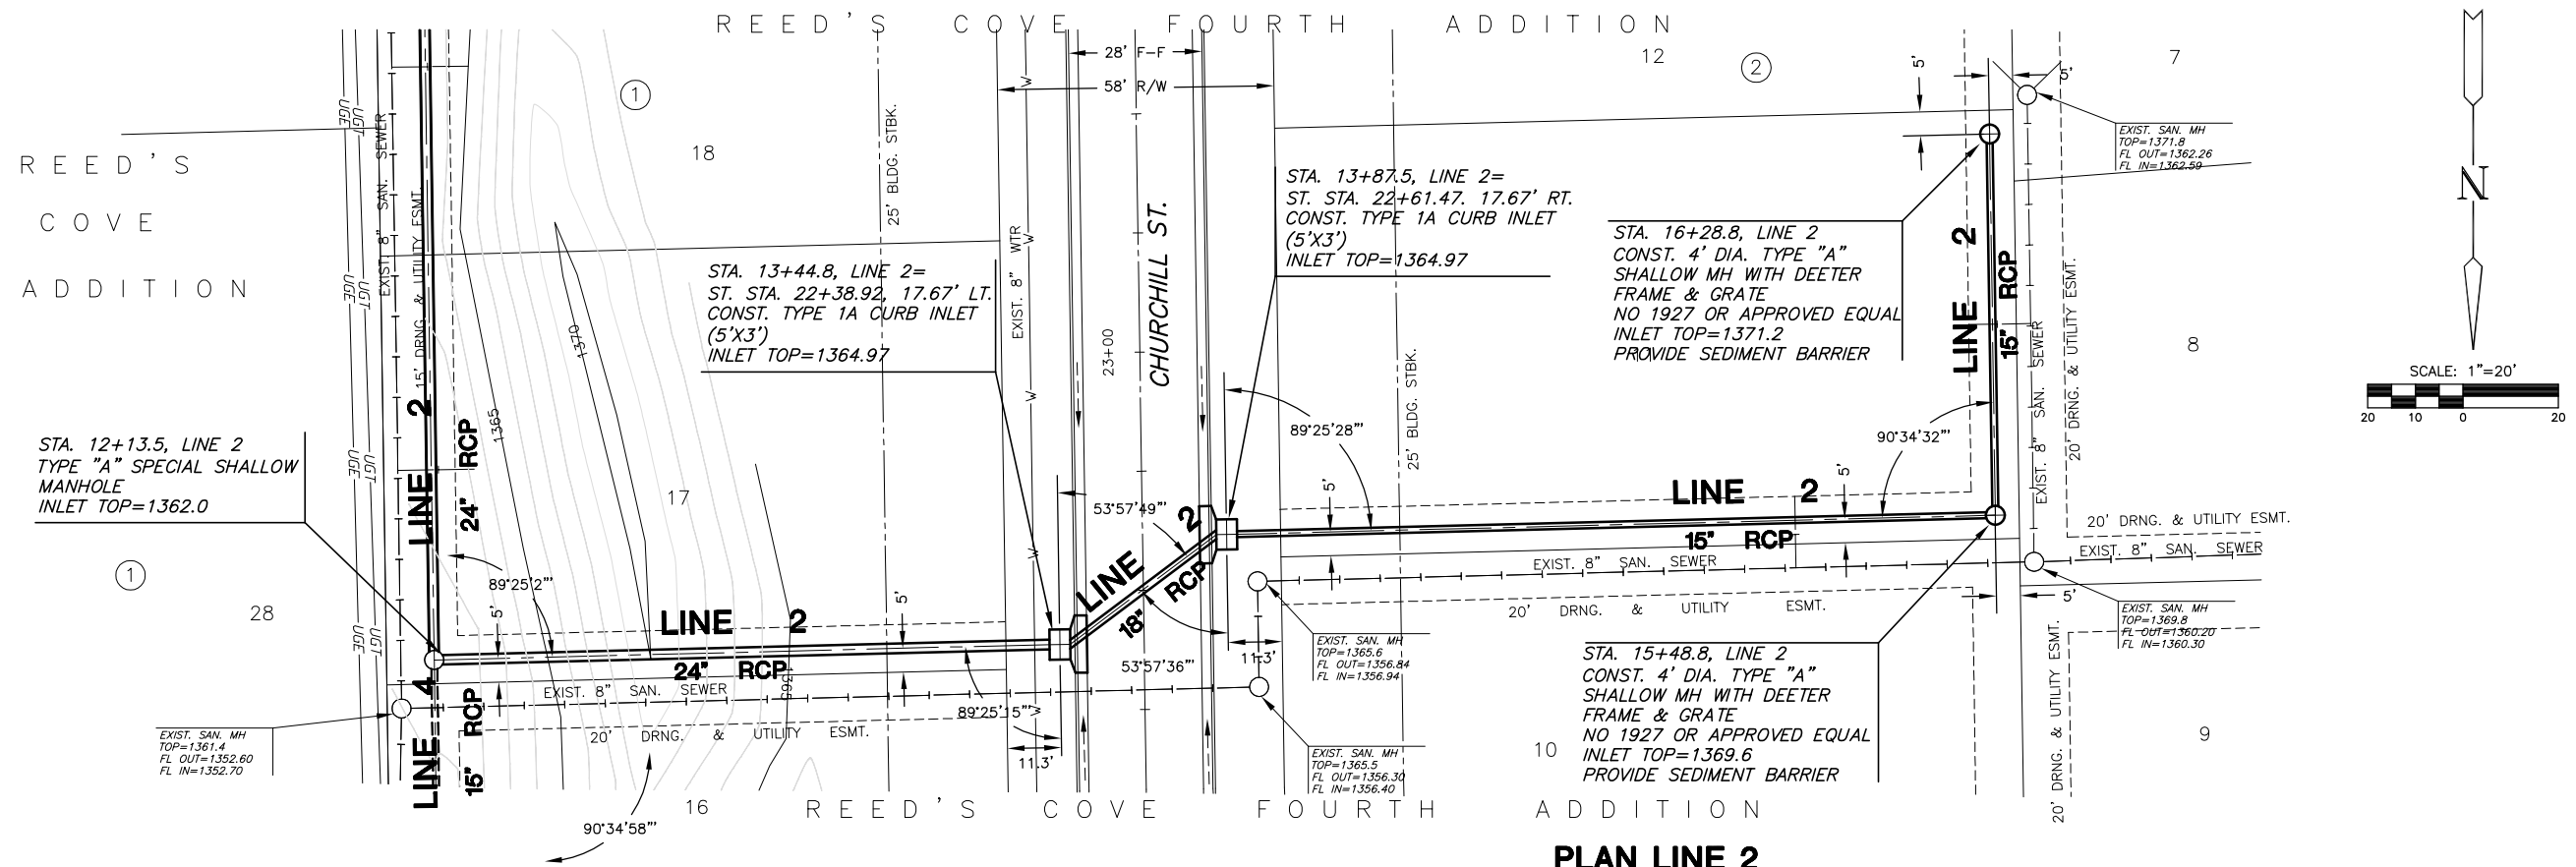 REED'S COVE FOURTH ADDITION
28' F-F
58' R/W
12
2
7
5'
5'
1
18
UGE
UGT
EXIST. 8" SAN. SEWER
15' DRNG. & UTILITY ESMT.
25' BLDG. STBK.
REED'S
COVE
ADDITION
EXIST. SAN. MH
TOP=1371.8
FL OUT=1362.26
FL IN=1362.59
N
SCALE: 1"=20'
20 10 0 20
STA. 13+87.5, LINE 2=
ST. STA. 22+61.47. 17.67' RT.
CONST. TYPE 1A CURB INLET
(5'X3')
INLET TOP=1364.97
STA. 16+28.8, LINE 2
CONST. 4' DIA. TYPE "A"
SHALLOW MH WITH DEETER
FRAME & GRATE
NO 1927 OR APPROVED EQUAL
INLET TOP=1371.2
PROVIDE SEDIMENT BARRIER
LINE 2
15" RCP
EXIST. 8" SAN. SEWER
20' DRNG. & UTILITY ESMT.
8
STA. 13+44.8, LINE 2=
ST. STA. 22+38.92, 17.67' LT.
CONST. TYPE 1A CURB INLET
(5'X3')
INLET TOP=1364.97
EXIST. 8" WTR
W
W
W
W
W
23+00
CHURCHILL ST.
1370
1365
UGE
UGT
LINE 2
24" RCP
STA. 12+13.5, LINE 2
TYPE "A" SPECIAL SHALLOW
MANHOLE
INLET TOP=1362.0
17
89°25'28"'
25' BLDG. STBK.
90°34'32"'
5'
5'
LINE 2
15" RCP
53°57'49"'
LINE 2
18" RCP
20' DRNG. & UTILITY ESMT.
EXIST. 8" SAN. SEWER
EXIST. 8" SAN. SEWER
20' DRNG. & UTILITY ESMT.
5'
1
28
89°25'2"'
5'
5'
LINE 2
24" RCP
1365
EXIST. 8" SAN. SEWER
20' DRNG. & UTILITY ESMT.
UGE
UGT
LINE 4
15" RCP
53°57'36"'
11.3'
89°25'15"'
11.3'
EXIST. SAN. MH
TOP=1365.6
FL OUT=1356.84
FL IN=1356.94
EXIST. SAN. MH
TOP=1369.8
FL OUT=1360.20
FL IN=1360.30
STA. 15+48.8, LINE 2
CONST. 4' DIA. TYPE "A"
SHALLOW MH WITH DEETER
FRAME & GRATE
NO 1927 OR APPROVED EQUAL
INLET TOP=1369.6
PROVIDE SEDIMENT BARRIER
20' DRNG. & UTILITY ESMT.
EXIST. SAN. MH
TOP=1361.4
FL OUT=1352.60
FL IN=1352.70
EXIST. SAN. MH
TOP=1365.5
FL OUT=1356.30
FL IN=1356.40
10
9
16
90°34'58"'
REED'S COVE FOURTH ADDITION
PLAN LINE 2